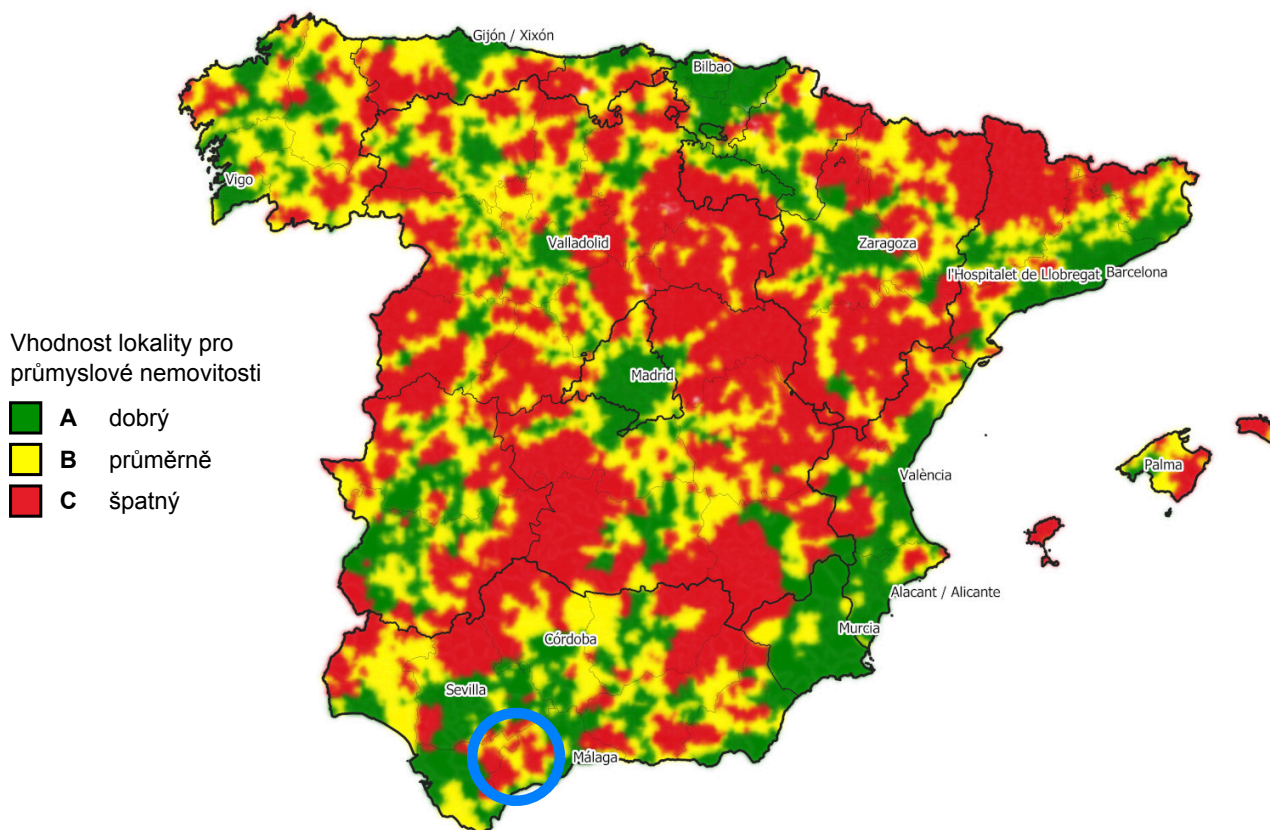 Gijón / Xixón
Bilbao
Vigo
Valladolid
Zaragoza
l'Hospitalet de Llobregat
Barcelona
Madrid
Palma
València
Alacant / Alicante
Murcia
Córdoba
Sevilla
Málaga
Vhodnost lokality pro
průmyslové nemovitosti
A dobrý
B průměrně
C špatný